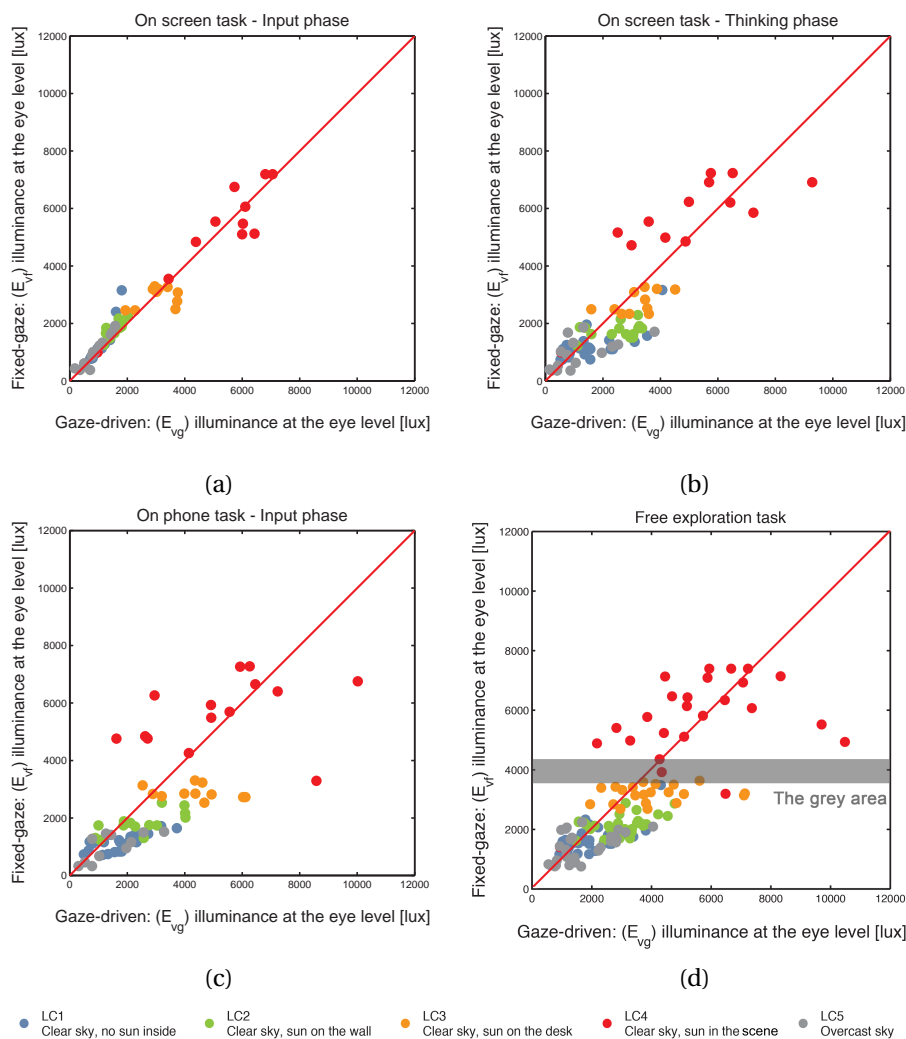 On screen task - Input phase
12000
10000
8000
6000
4000
2000
0
0 2000 4000 6000 8000 10000 12000
Fixed-gaze: (Evf) illuminance at the eye level [lux]
Gaze-driven: (Evg) illuminance at the eye level [lux]
(a)
On screen task - Thinking phase
12000
10000
8000
6000
4000
2000
0
0 2000 4000 6000 8000 10000 12000
Fixed-gaze: (Evf) illuminance at the eye level [lux]
Gaze-driven: (Evg) illuminance at the eye level [lux]
(b)
On phone task - Input phase
12000
10000
8000
6000
4000
2000
0
0 2000 4000 6000 8000 10000 12000
Fixed-gaze: (Evf) illuminance at the eye level [lux]
Gaze-driven: (Evg) illuminance at the eye level [lux]
(c)
Free exploration task
12000
10000
8000
6000
4000
2000
0
0 2000 4000 6000 8000 10000 12000
The grey area
Fixed-gaze: (Evf) illuminance at the eye level [lux]
Gaze-driven: (Evg) illuminance at the eye level [lux]
(d)
LC1
Clear sky, no sun inside
LC2
Clear sky, sun on the wall
LC3
Clear sky, sun on the desk
LC4
Clear sky, sun in the scene
LC5
Overcast sky